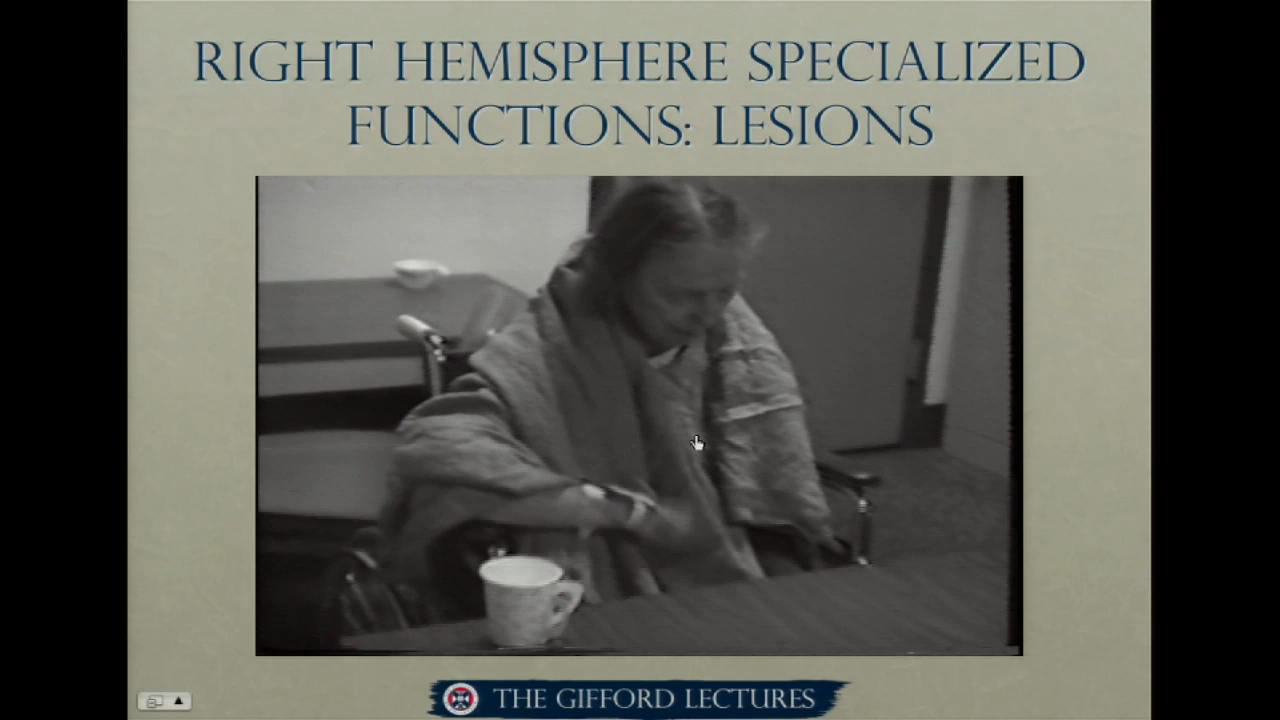 RIGHT HEMISPHERE SPECIALIZED
FUNCTIONS: LESIONS
THE GIFFORD LECTURES